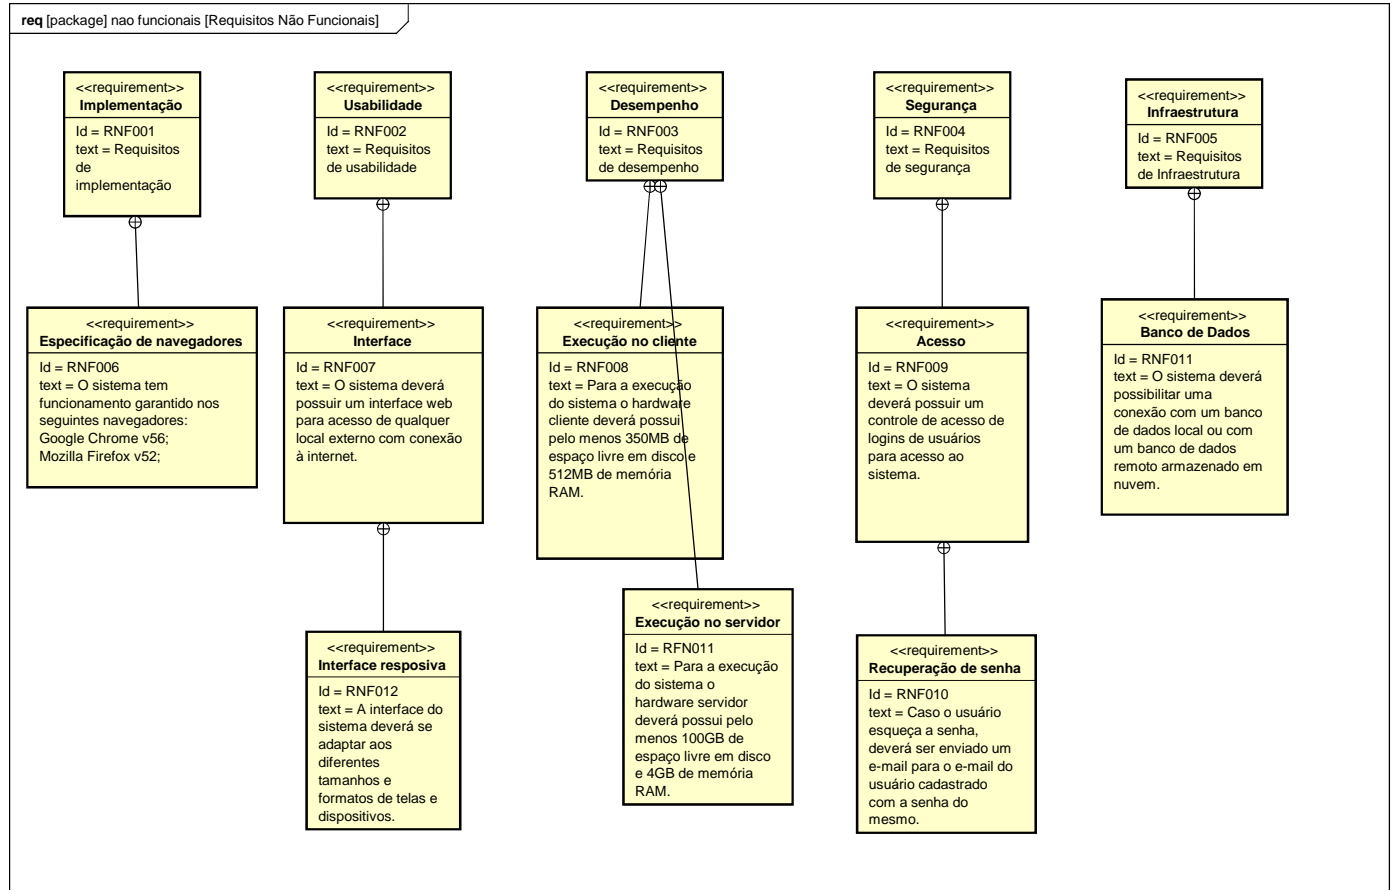 req [package] nao funcionais [Requisitos Não Funcionais]
<<requirement>>
Implementação
Id = RNF001
text = Requisitos
de
implementação
<<requirement>>
Usabilidade
Id = RNF002
text = Requisitos
de usabilidade
<<requirement>>
Desempenho
Id = RNF003
text = Requisitos
de desempenho
<<requirement>>
Segurança
Id = RNF004
text = Requisitos
de segurança
<<requirement>>
Infraestrutura
Id = RNF005
text = Requisitos
de Infraestrutura
<<requirement>>
Especificação de navegadores
Id = RNF006
text = O sistema tem
funcionamento garantido nos
seguintes navegadores:
Google Chrome v56;
Mozilla Firefox v52;
<<requirement>>
Interface
Id = RNF007
text = O sistema deverá
possuir um interface web
para acesso de qualquer
local externo com conexão
à internet.
<<requirement>>
Execução no cliente
Id = RNF008
text = Para a execução
do sistema o hardware
cliente deverá possui
pelo menos 350MB de
espaço livre em disco e
512MB de memória
RAM.
<<requirement>>
Acesso
Id = RNF009
text = O sistema
deverá possuir um
controle de acesso de
logins de usuários
para acesso ao
sistema.
<<requirement>>
Banco de Dados
Id = RNF011
text = O sistema deverá
possibilitar uma
conexão com um banco
de dados local ou com
um banco de dados
remoto armazenado em
nuvem.
<<requirement>>
Interface resposiva
Id = RNF012
text = A interface do
sistema deverá se
adaptar aos
diferentes
tamanhos e
formatos de telas e
dispositivos.
<<requirement>>
Execução no servidor
Id = RFN011
text = Para a execução
do sistema o
hardware servidor
deverá possui pelo
menos 100GB de
espaço livre em disco
e 4GB de memória
RAM.
<<requirement>>
Recuperação de senha
Id = RNF010
text = Caso o usuário
esqueça a senha,
deverá ser enviado um
e-mail para o e-mail do
usuário cadastrado
com a senha do
mesmo.